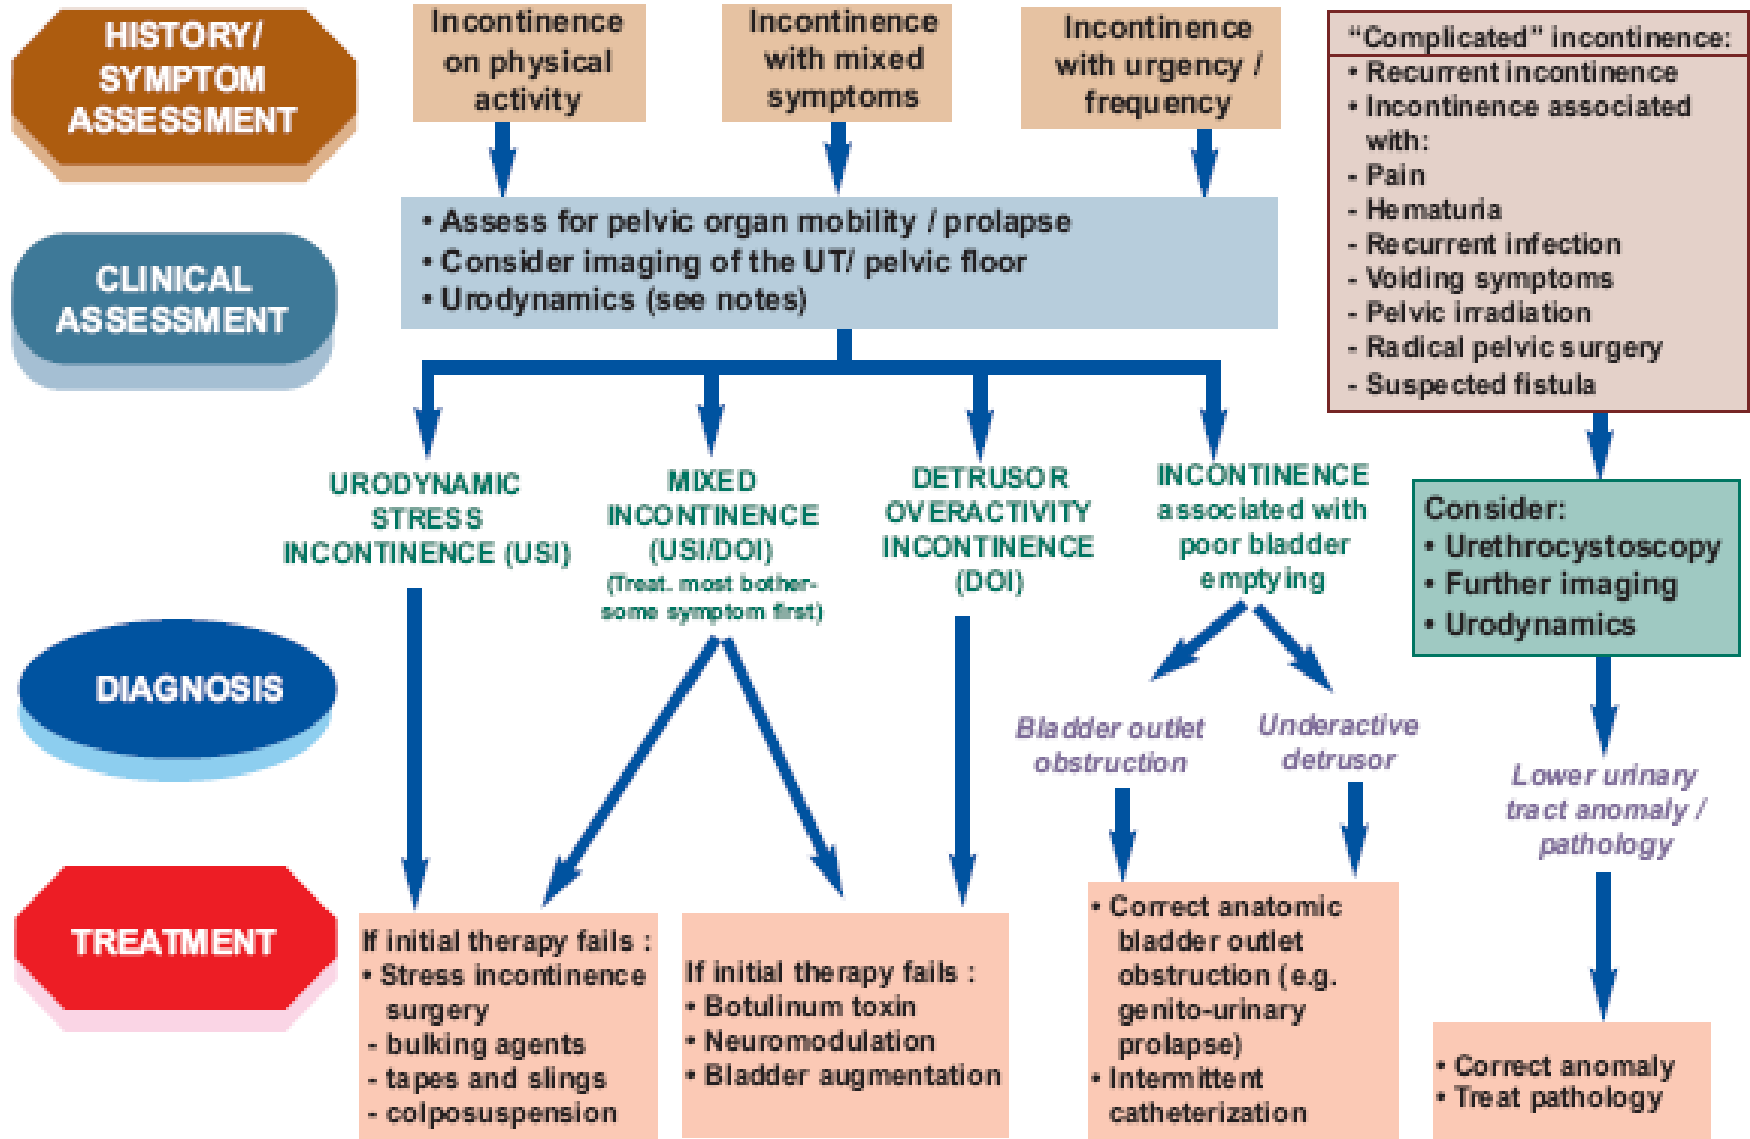 HISTORY/
SYMPTOM
ASSESSMENT
Incontinence
on physical
activity
Incontinence
with mixed
symptoms
Incontinence
with urgency /
frequency
“Complicated” incontinence:
• Recurrent incontinence
• Incontinence associated
with:
- Pain
- Hematuria
- Recurrent infection
- Voiding symptoms
- Pelvic irradiation
- Radical pelvic surgery
- Suspected fistula
CLINICAL
ASSESSMENT
• Assess for pelvic organ mobility / prolapse
• Consider imaging of the UT/ pelvic floor
• Urodynamics (see notes)
URODYNAMIC
STRESS
INCONTINENCE (USI)
MIXED
INCONTINENCE
(USI/DOI)
(Treat. most bother-
some symptom first)
DETRUSOR
OVERACTIVITY
INCONTINENCE
(DOI)
INCONTINENCE
associated with
poor bladder
emptying
Consider:
• Urethrocystoscopy
• Further imaging
• Urodynamics
DIAGNOSIS
Bladder outlet
obstruction
Underactive
detrusor
Lower urinary
tract anomaly /
pathology
TREATMENT
If initial therapy fails :
• Stress incontinence
surgery
- bulking agents
- tapes and slings
- colposuspension
If initial therapy fails :
• Botulinum toxin
• Neuromodulation
• Bladder augmentation
• Correct anatomic
bladder outlet
obstruction (e.g.
genito-urinary
prolapse)
• Intermittent
catheterization
• Correct anomaly
• Treat pathology